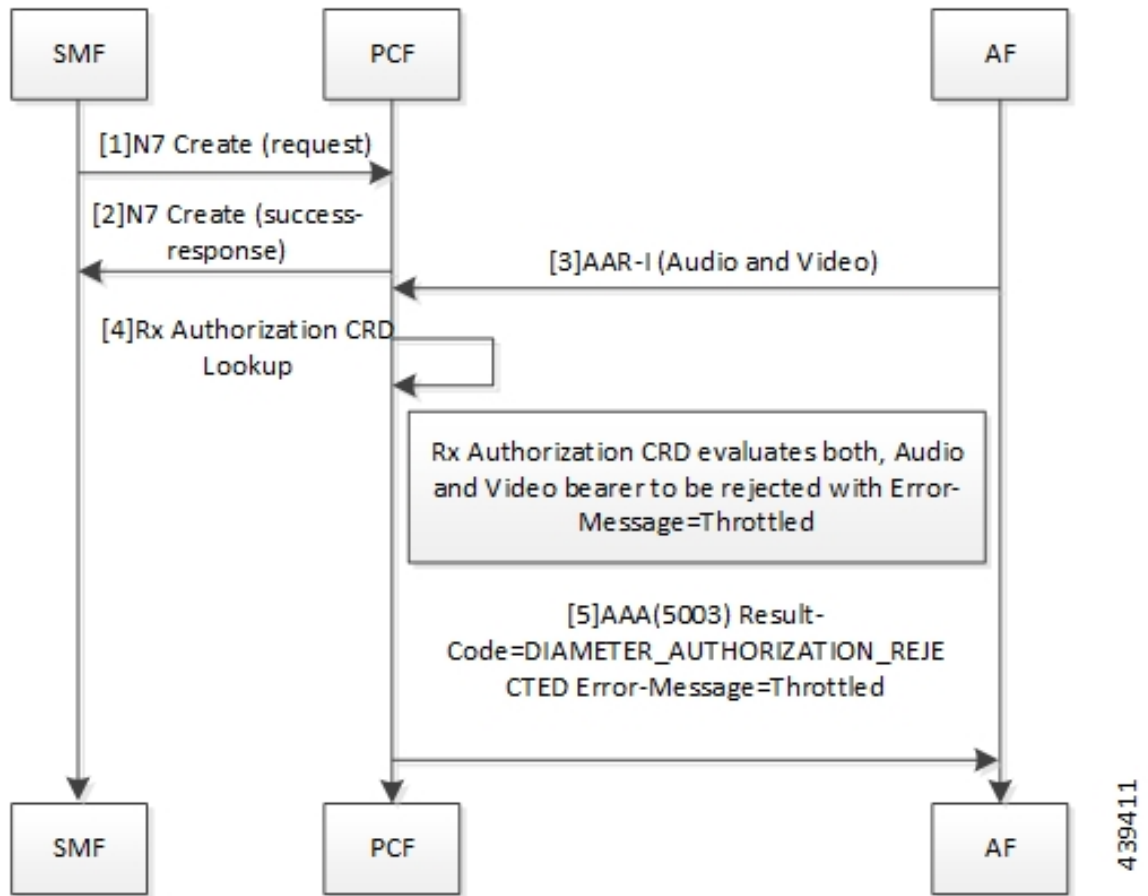 SMF
PCF
AF
[1]N7 Create (request)
[2]N7 Create (success-
response)
[3]AAR-I (Audio and Video)
[4]Rx Authorization CRD
Lookup
Rx Authorization CRD evaluates both, Audio
and Video bearer to be rejected with Error-
Message=Throttled
[5]AAA(5003) Result-
Code=DIAMETER_AUTHORIZATION_REJE
CTED Error-Message=Throttled
SMF
PCF
AF
439411